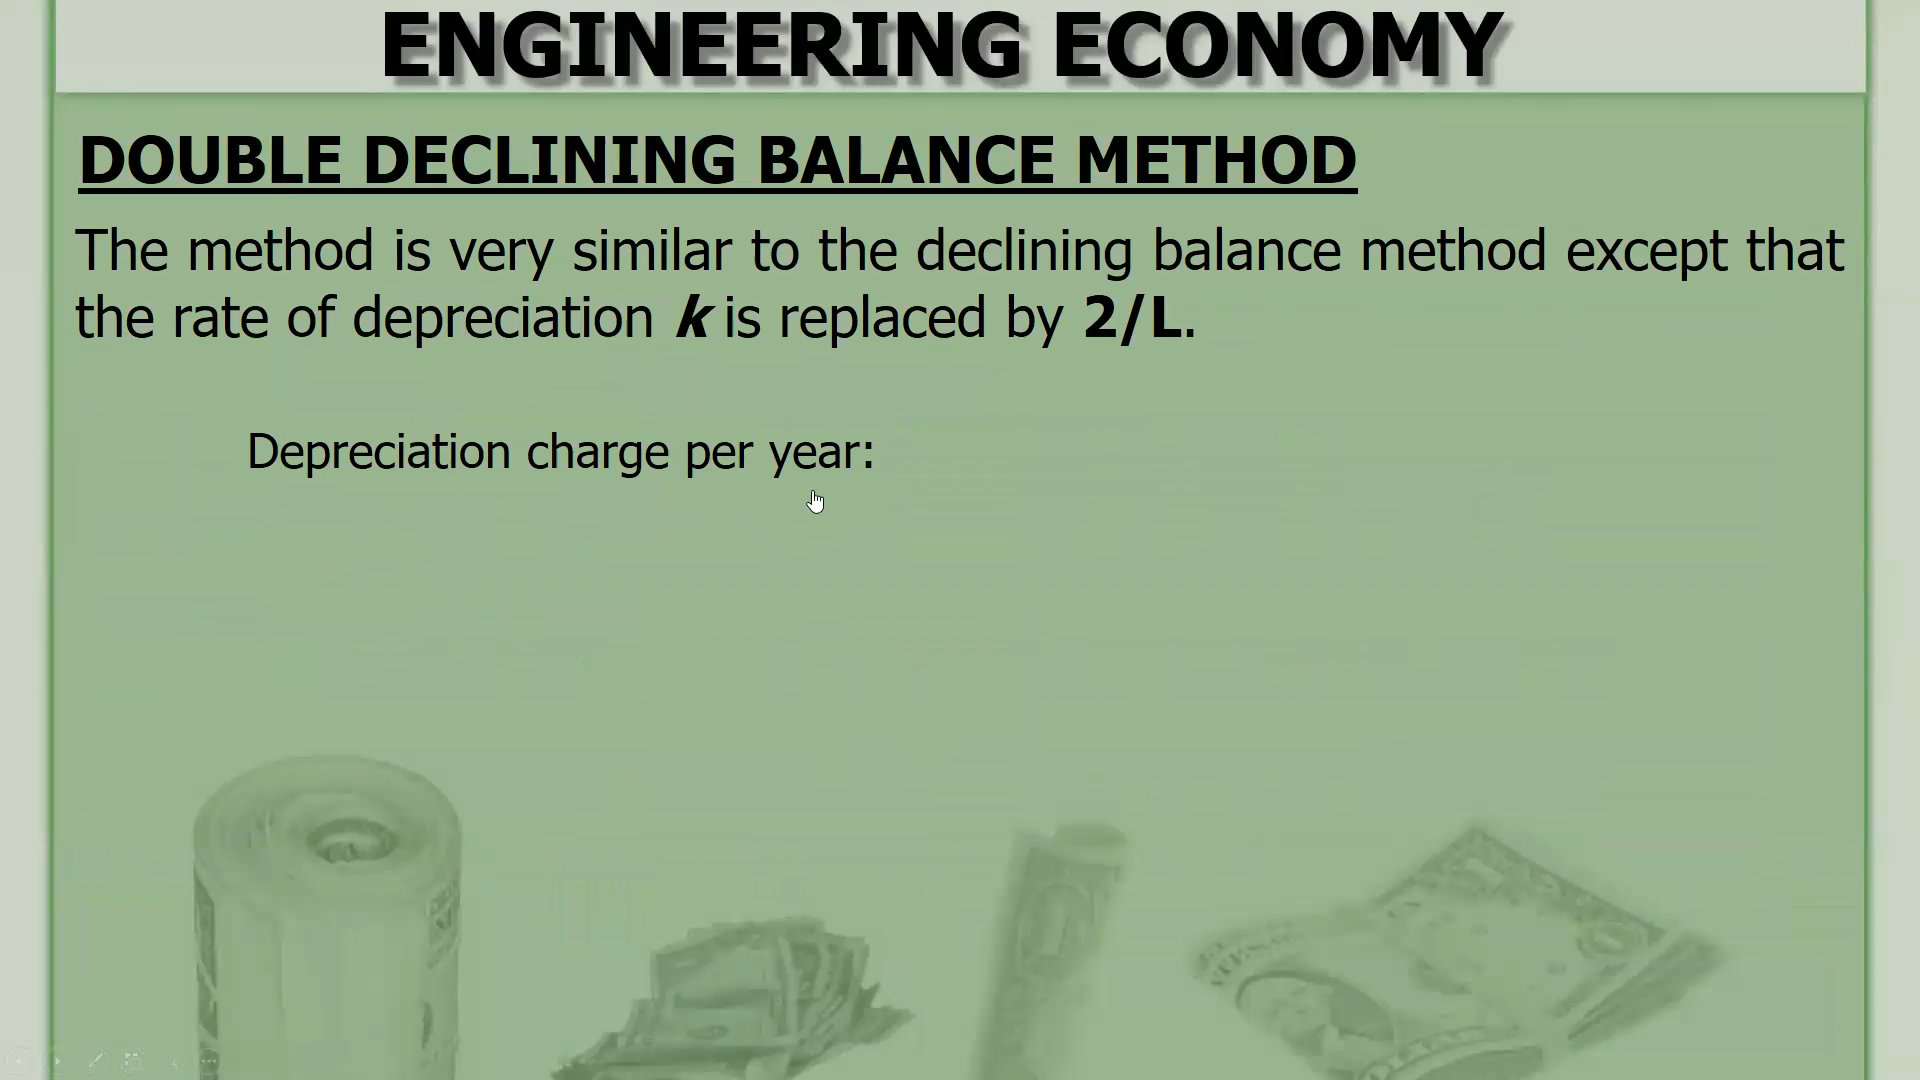 ENGINEERING ECONOMY
DOUBLE DECLINING BALANCE METHOD
The method is very similar to the declining balance method except that
the rate of depreciation k is replaced by 2/L.
Depreciation charge per year: